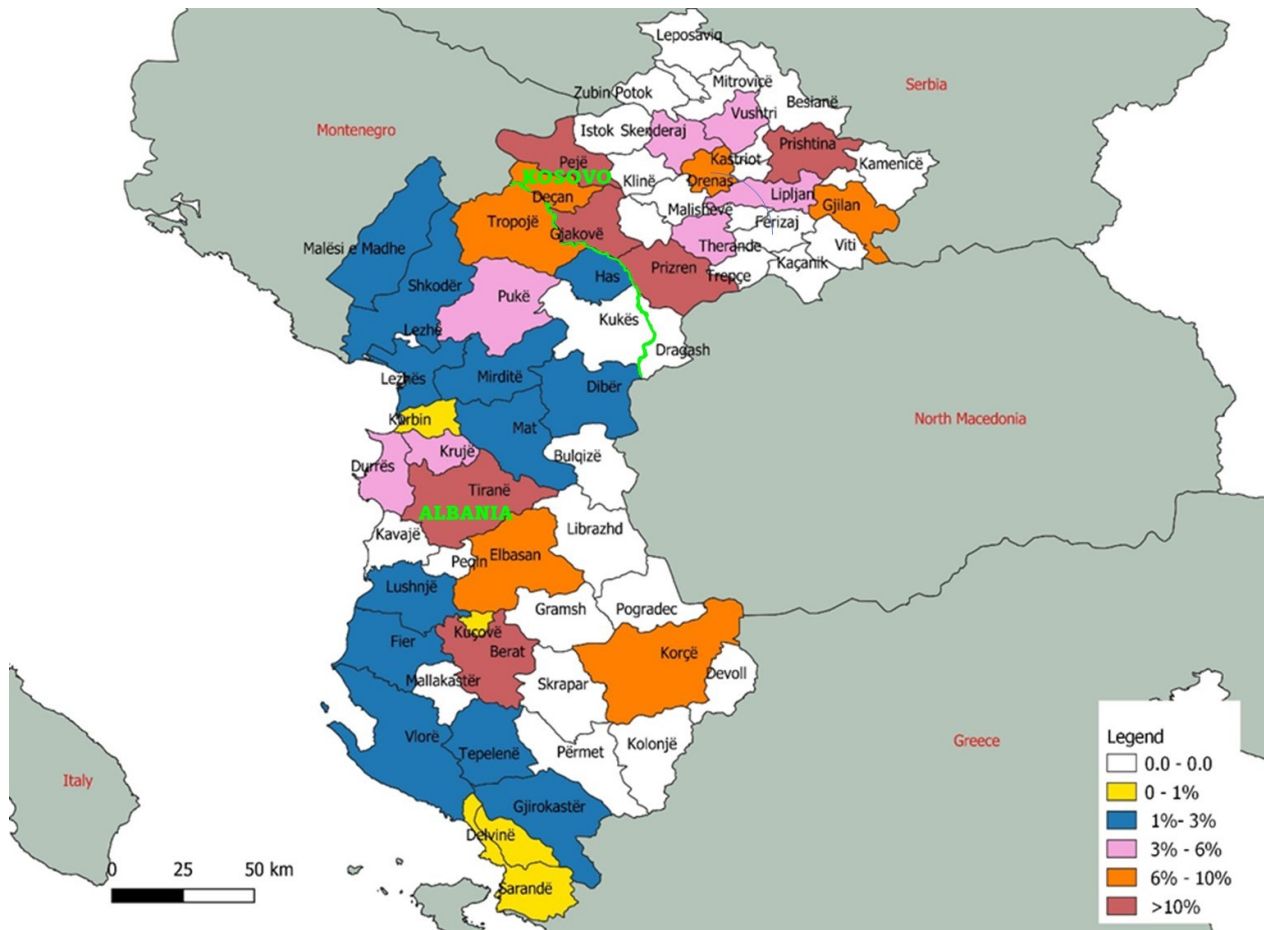 Leposaviq
Serbia
Mitrovicë
Zubin Potok
Besianë
Vushtri
Montenegro
Istok
Skenderaj
Prishtina
Pejë
Kastriot
Kamenicë
KOSOVO
Klinë
Drenas
Deçan
Lipljan
Gjilan
Malishevë
Tropojë
Gjakovë
Ferizaj
Malësi e Madhe
Therandë
Viti
Kaçanik
Prizren
Trepçe
Has
Shkodër
Pukë
Kukës
Lezhë
Dragash
Lezhës
Mirditë
Dibër
Kurbin
Mat
North Macedonia
Krujë
Bulqizë
Durrës
Tiranë
ALBANIA
Kavajë
Librazhd
Elbasan
Peqin
Lushnjë
Gramsh
Pogradec
Kuçovë
Fier
Berat
Korçë
Devoll
Mallakastër
Skrapar
Vlorë
Tepelenë
Përmet
Kolonjë
Greece
Italy
Gjirokastër
Delvinë
Sarandë
0 25 50 km
Legend
0.0 - 0.0
0 - 1%
1%- 3%
3% - 6%
6% - 10%
>10%